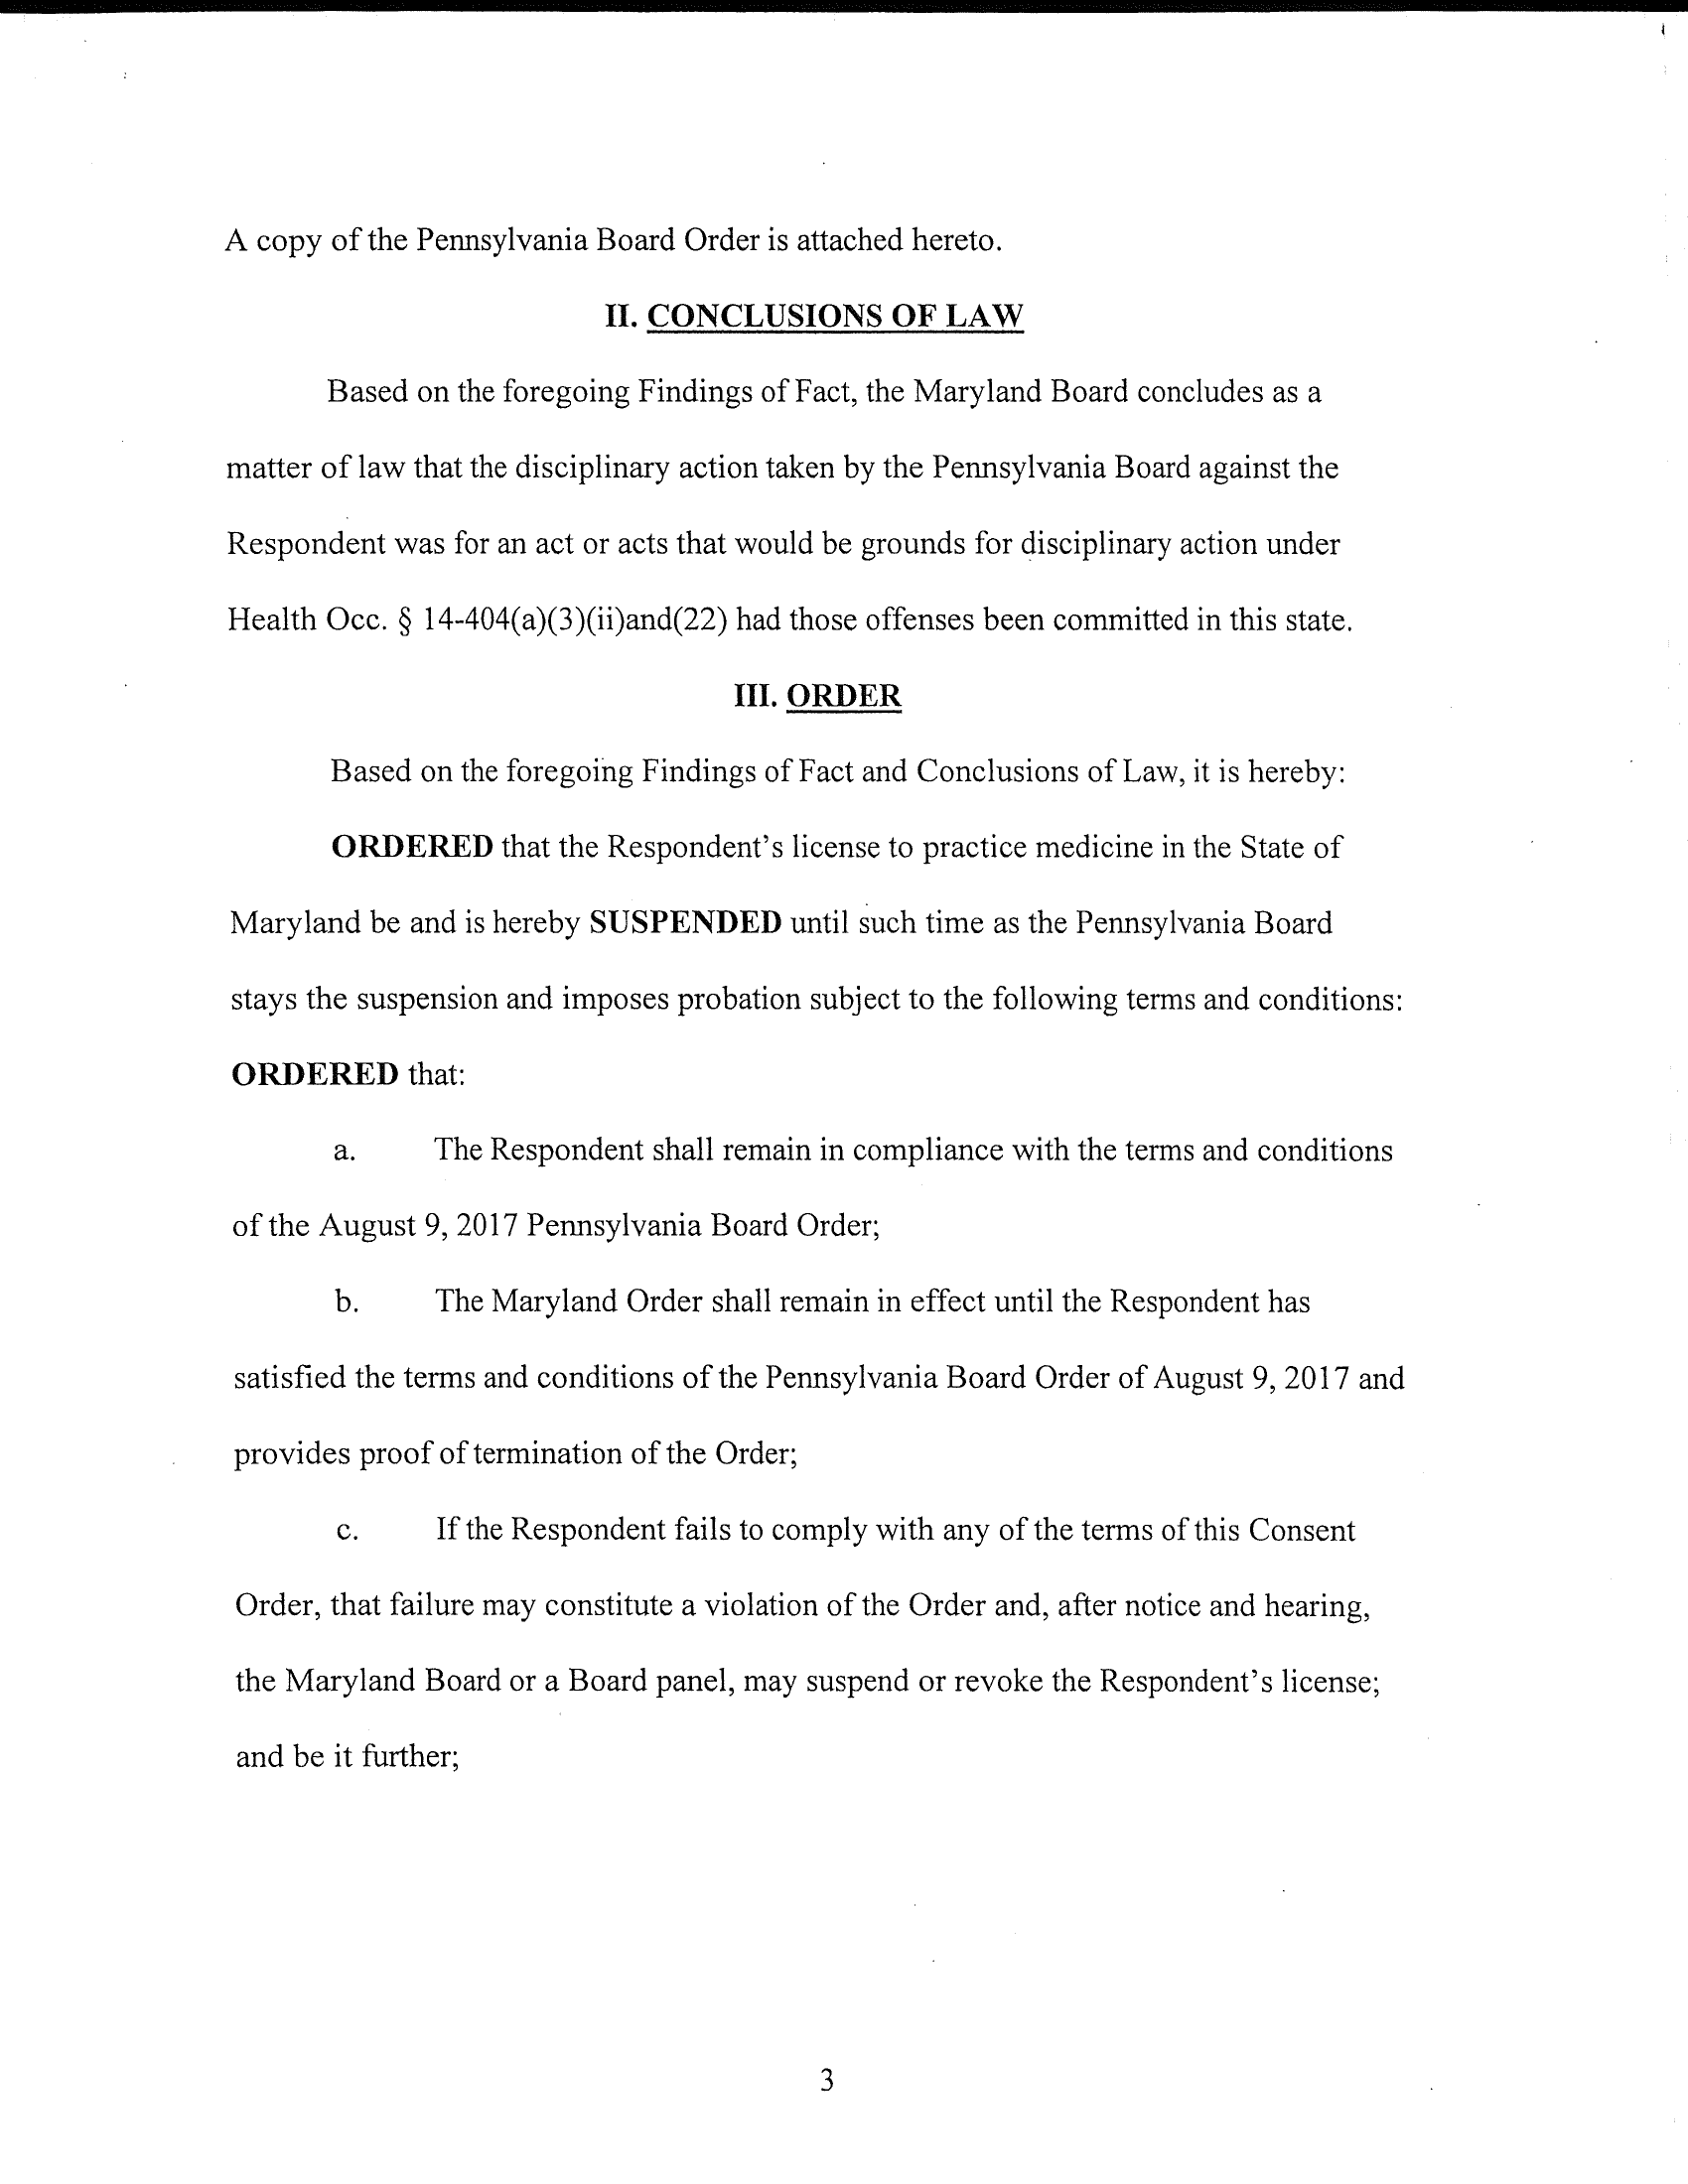 A copy of the Pennsylvania Board Order is attached hereto.
II. CONCLUSIONS OF LAW
Based on the foregoing Findings of Fact, the Maryland Board concludes as a
matter of law that the disciplinary action taken by the Pennsylvania Board against the
Respondent was for an act or acts that would be grounds for disciplinary action under
Health Occ. § 14-404(a)(3)(ii)and(22) had those offenses been committed in this state.
III. ORDER
Based on the foregoing Findings of Fact and Conclusions of Law, it is hereby:
ORDERED that the Respondent's license to practice medicine in the State of
Maryland be and is hereby SUSPENDED until such time as the Pennsylvania Board
stays the suspension and imposes probation subject to the following terms and conditions:
ORDERED that:
a. The Respondent shall remain in compliance with the terms and conditions
of the August 9, 2017 Pennsylvania Board Order;
b. The Maryland Order shall remain in effect until the Respondent has
satisfied the terms and conditions of the Pennsylvania Board Order of August 9, 2017 and
provides proof of termination of the Order;
c. If the Respondent fails to comply with any of the terms of this Consent
Order, that failure may constitute a violation of the Order and, after notice and hearing,
the Maryland Board or a Board panel, may suspend or revoke the Respondent's license;
and be it further;
3